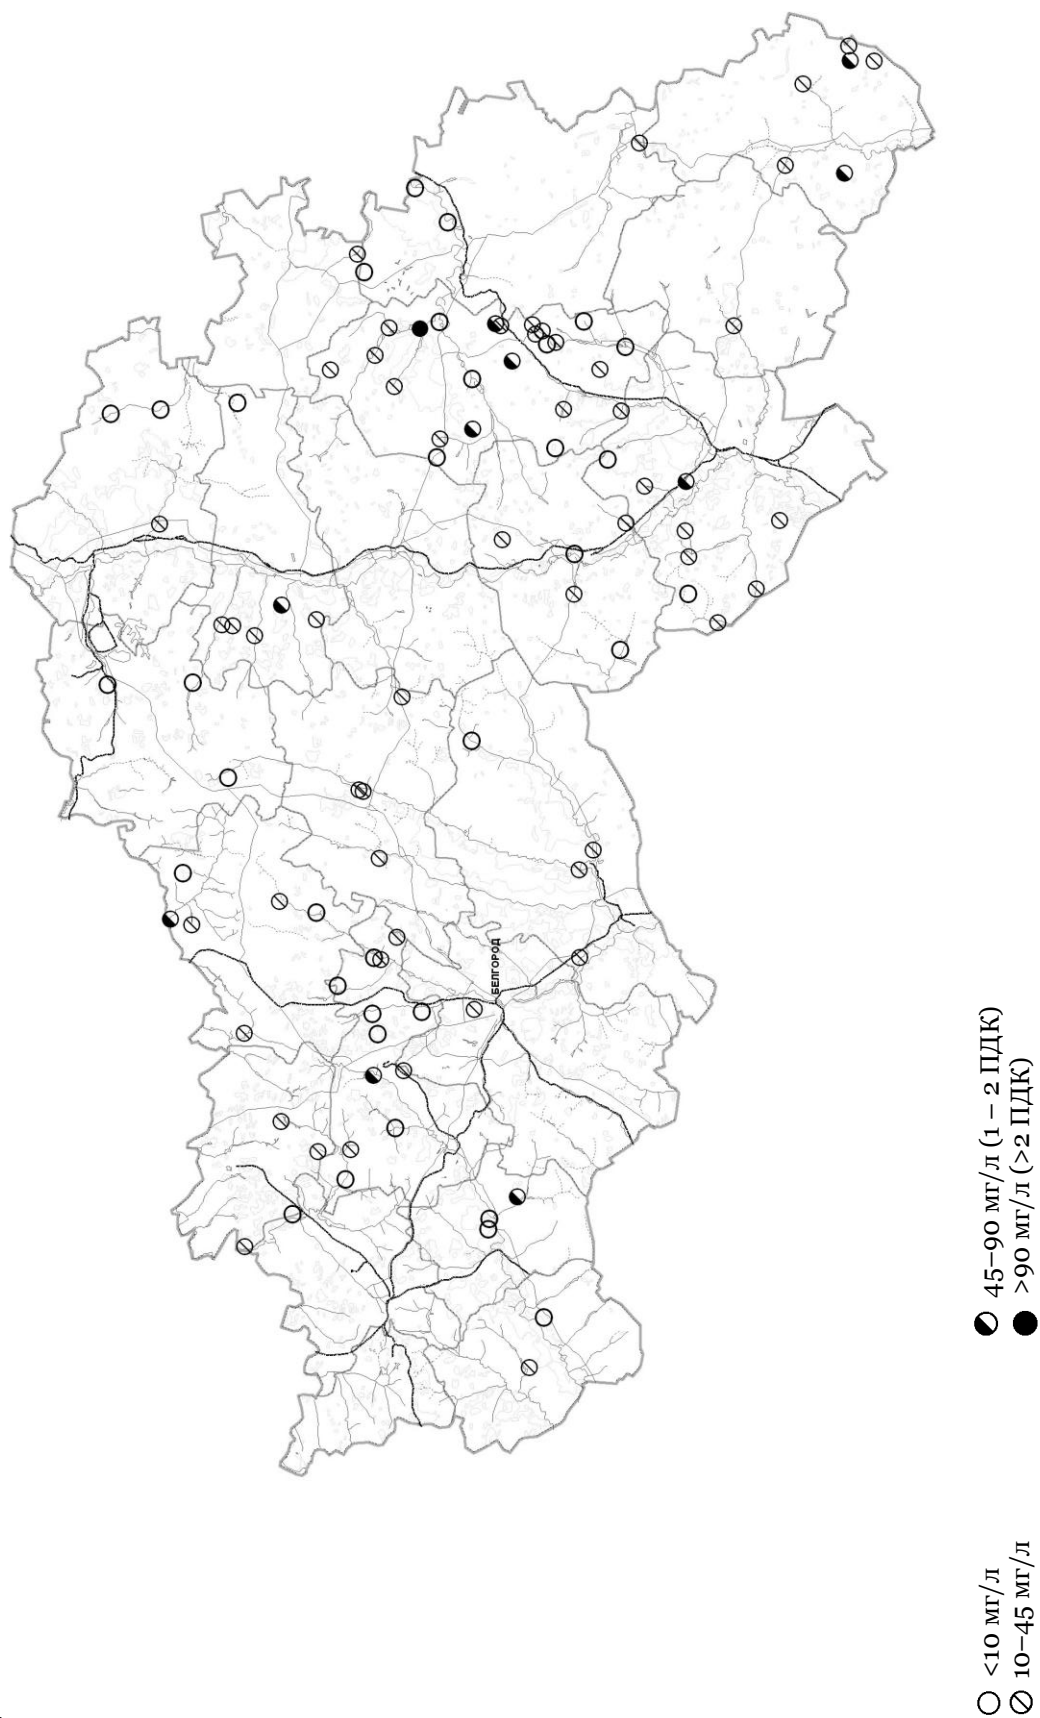 БЕЛГОРОД
<10 мг/л
10–45 мг/л
45–90 мг/л (1 – 2 ПДК)
>90 мг/л (>2 ПДК)